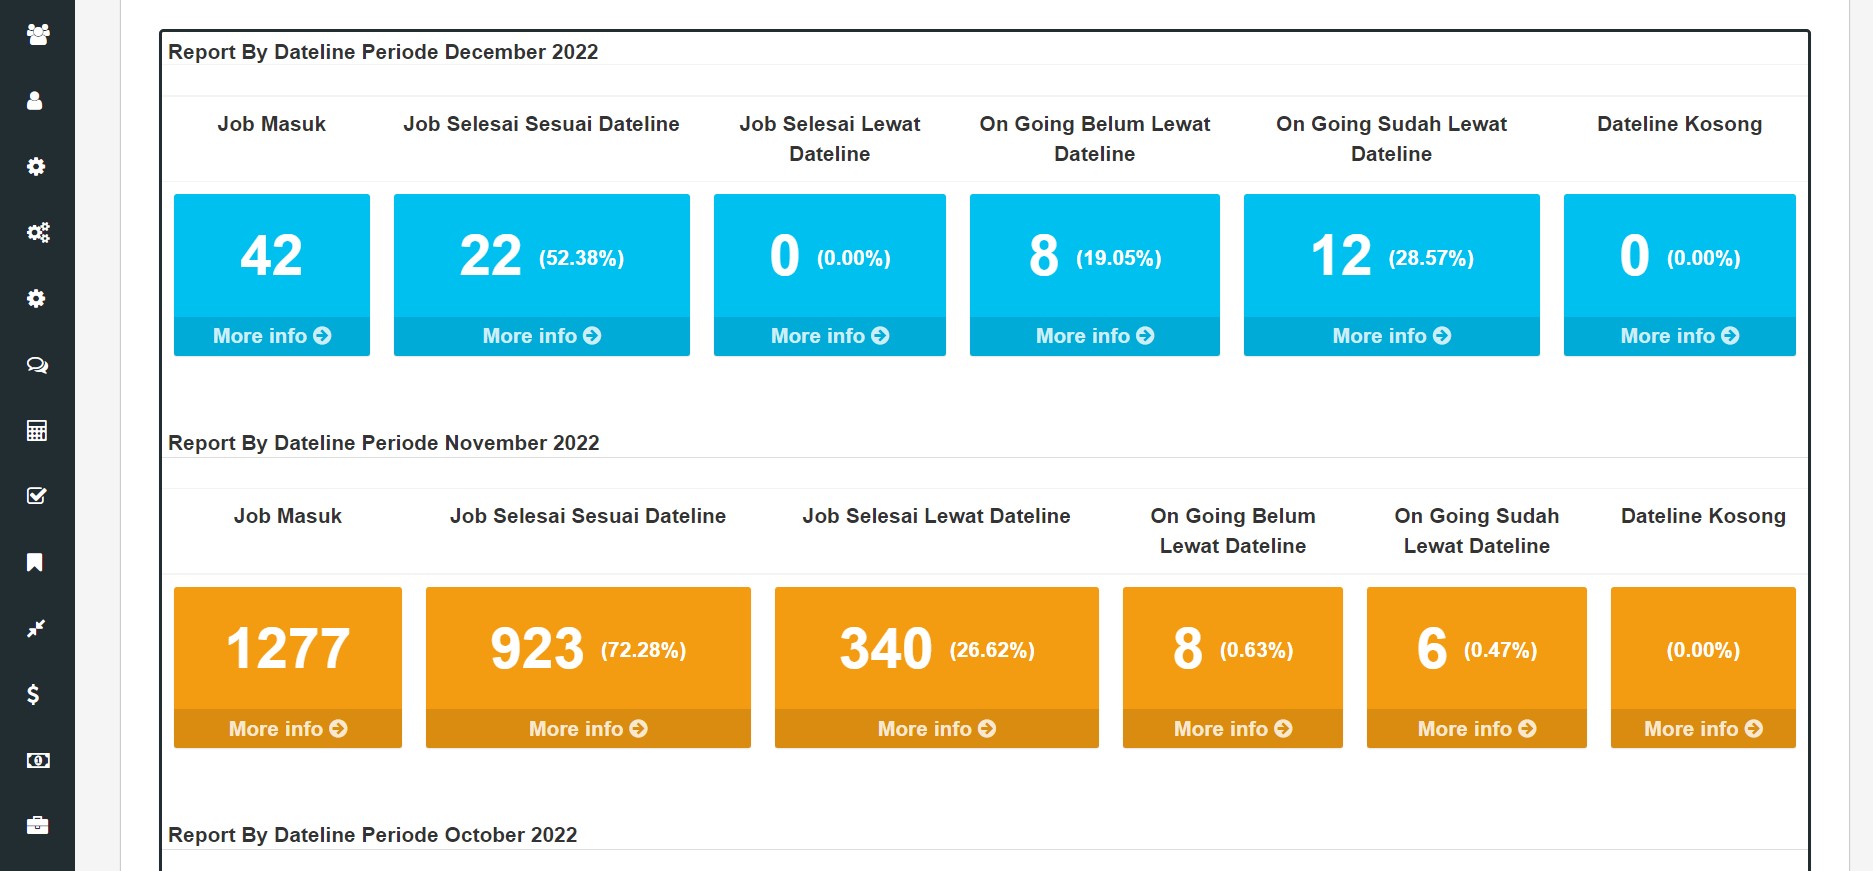 Report By Dateline Periode December 2022
Job Masuk
Job Selesai Sesuai Dateline
Job Selesai Lewat
Dateline
On Going Belum Lewat
Dateline
On Going Sudah Lewat
Dateline
Dateline Kosong
42
22 (52.38%)
0 (0.00%)
8 (19.05%)
12 (28.57%)
0 (0.00%)
More info
More info
More info
More info
More info
More info
Report By Dateline Periode November 2022
Job Masuk
Job Selesai Sesuai Dateline
Job Selesai Lewat Dateline
On Going Belum
Lewat Dateline
On Going Sudah
Lewat Dateline
Dateline Kosong
1277
923 (72.28%)
340 (26.62%)
8 (0.63%)
6 (0.47%)
(0.00%)
More info
More info
More info
More info
More info
More info
Report By Dateline Periode October 2022